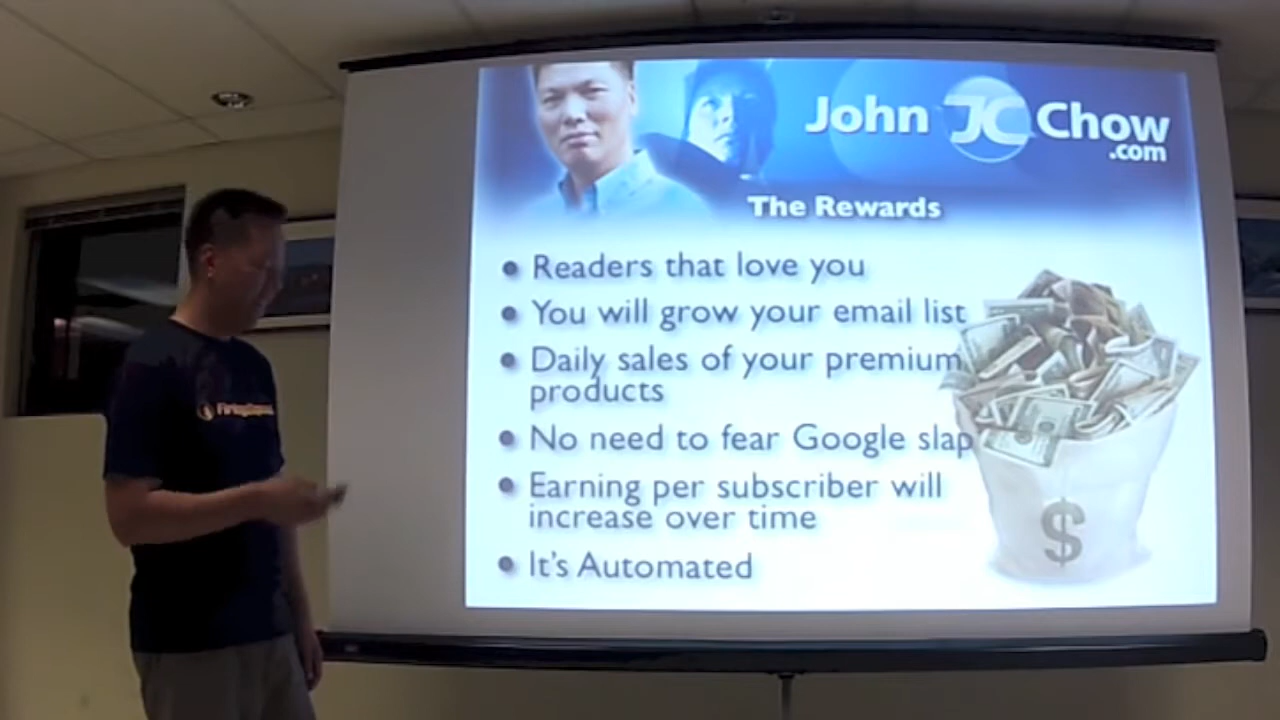 John JC Chow
.com
The Rewards
Readers that love you
You will grow your email list
Daily sales of your premium
products
No need to fear Google slap
Earning per subscriber will
increase over time
It's Automated
$